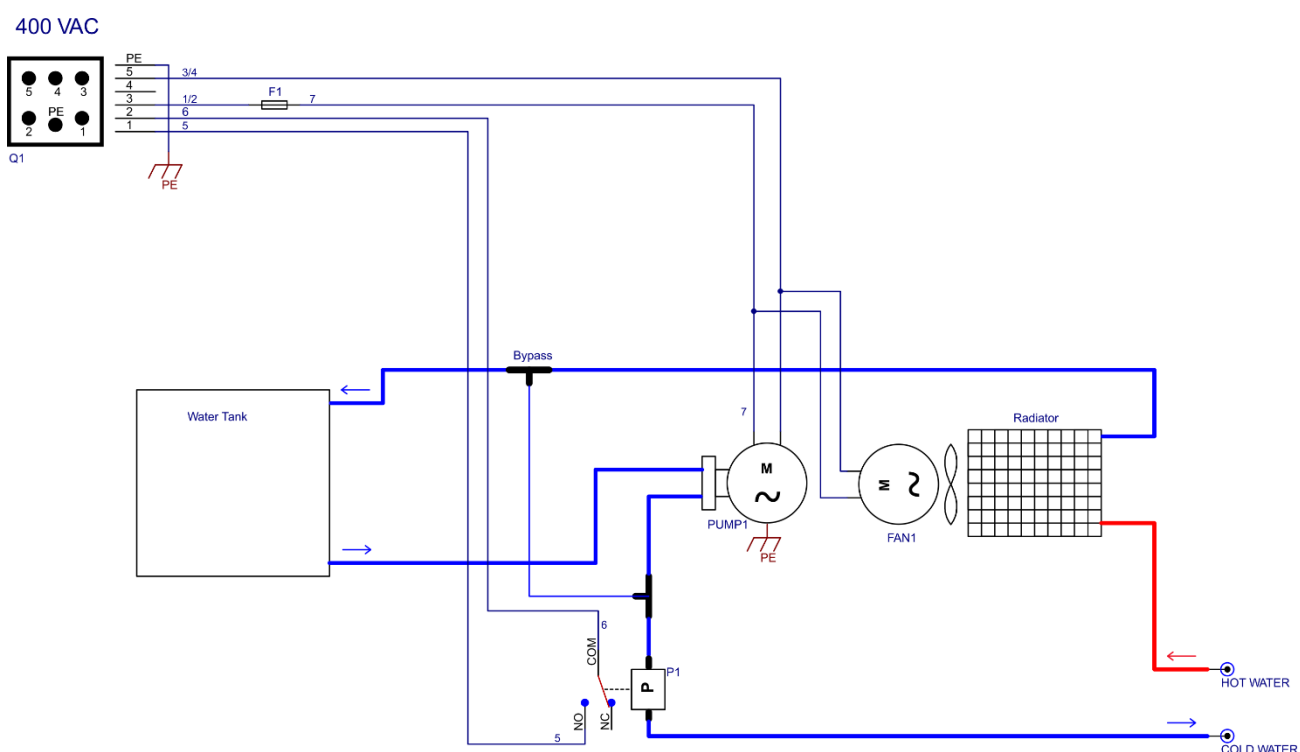 400 VAC
5 4 3
PE
2 1
Q1
PE
5
4
3
2
1
3/4
1/2
6
5
F1
7
PE
Bypass
Water Tank
7
M
PUMP1
PE
M
FAN1
Radiator
6
COM
P
P1
NO
NC
5
HOT WATER
COLD WATER